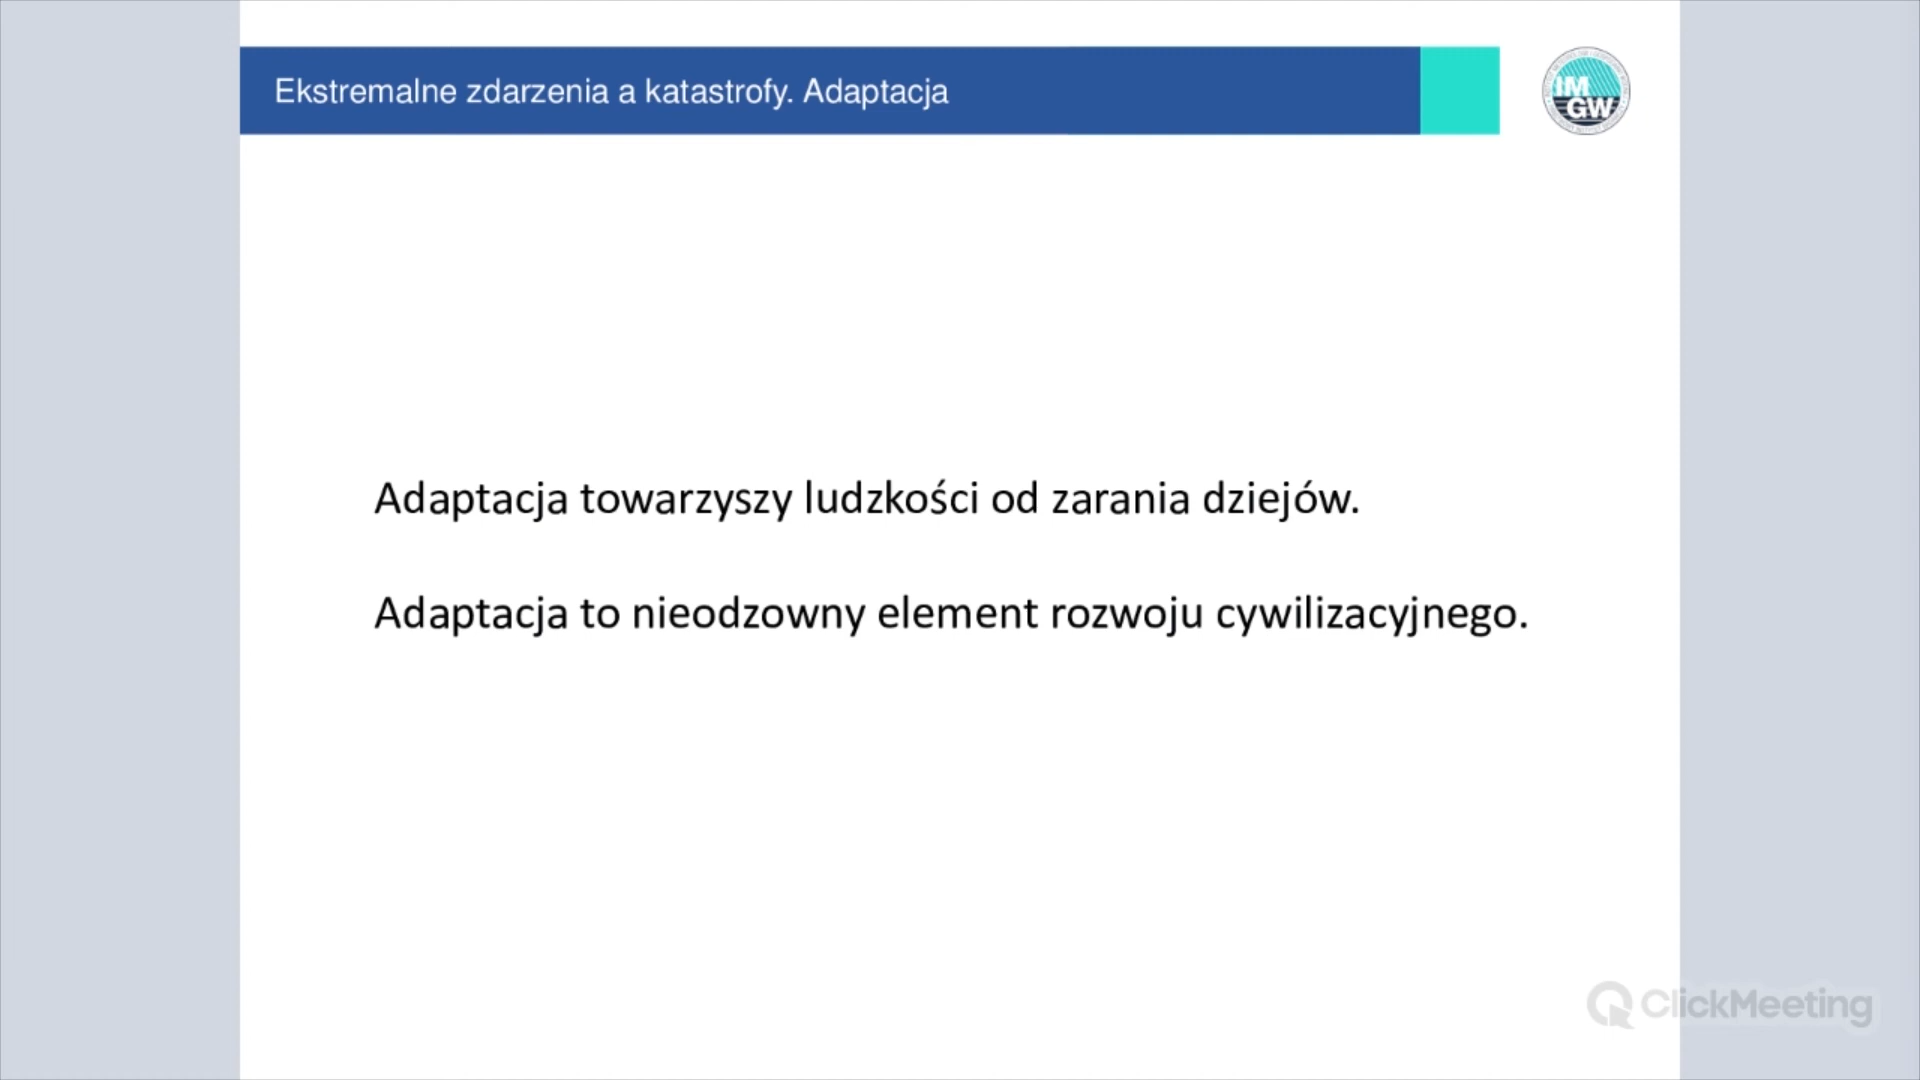 Ekstremalne zdarzenia a katastrofy. Adaptacja
IM
GW
Adaptacja towarzyszy ludzkości od zarania dziejów.
Adaptacja to nieodzowny element rozwoju cywilizacyjnego.
ClickMeeting